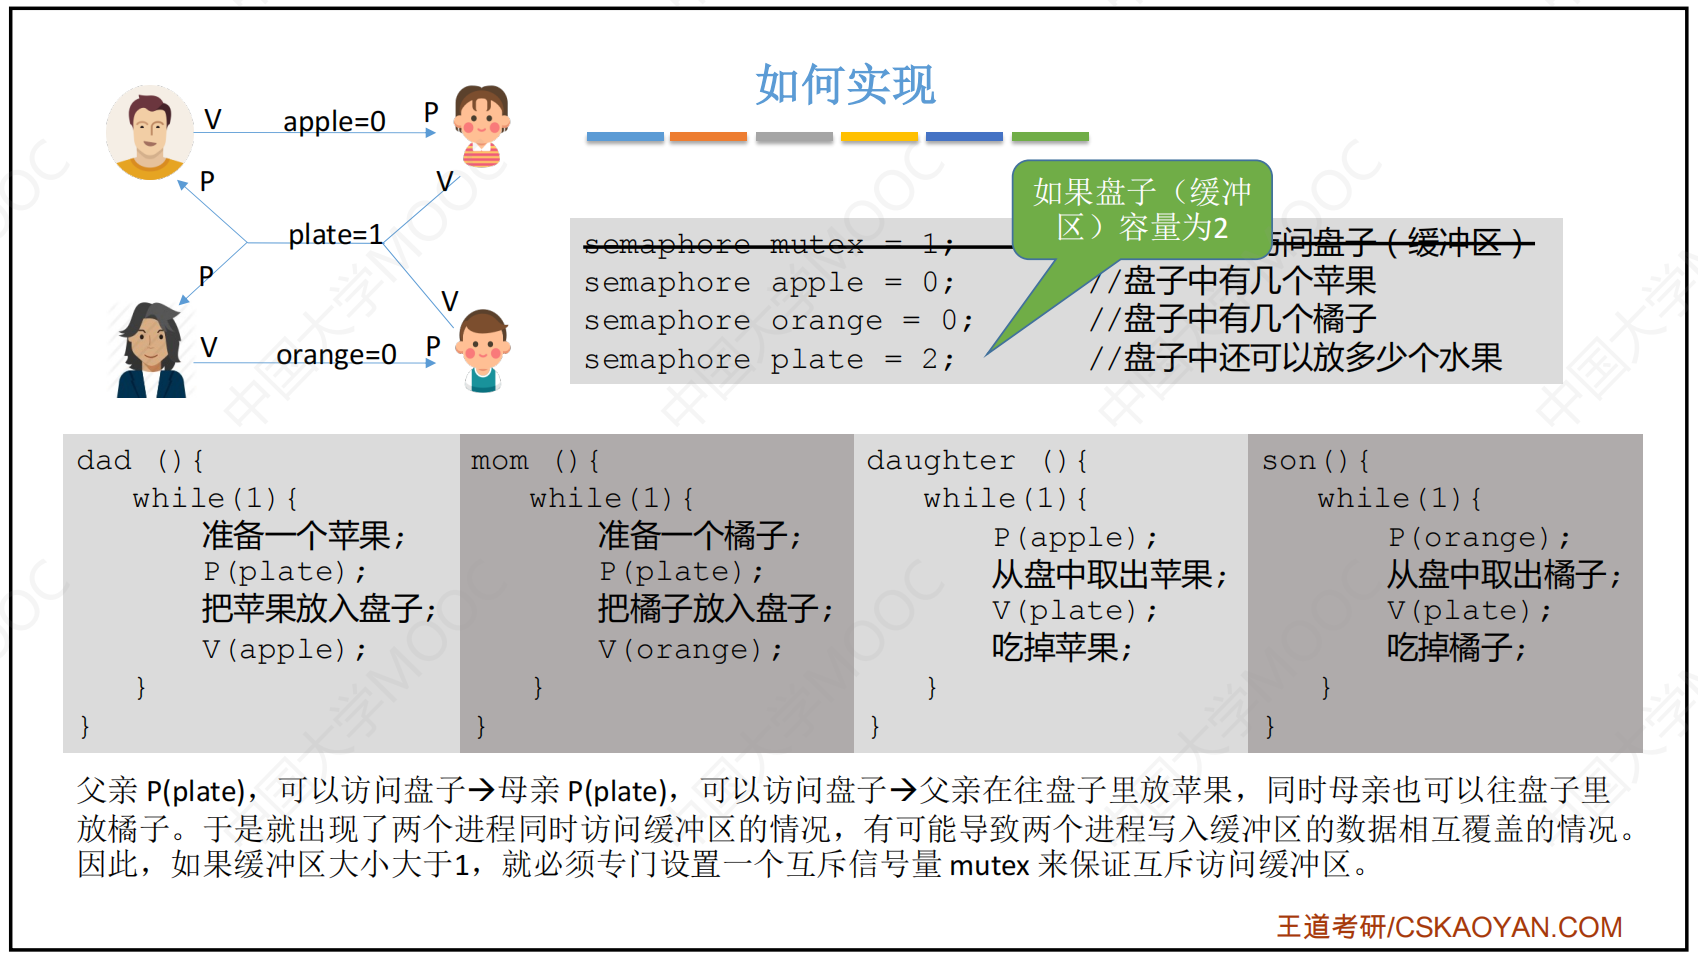 如何实现
V
apple=0
P
P
V
plate=1
P
V
V
orange=0
P
如果盘子（缓冲
区）容量为2
semaphore mutex = 1; 问盘子（缓冲区）
semaphore apple = 0; //盘子中有几个苹果
semaphore orange = 0; //盘子中有几个橘子
semaphore plate = 2; //盘子中还可以放多少个水果
dad (){
while(1){
准备一个苹果;
P(plate);
把苹果放入盘子;
V(apple);
}
}
mom (){
while(1){
准备一个橘子;
P(plate);
把橘子放入盘子;
V(orange);
}
}
daughter (){
while(1){
P(apple);
从盘中取出苹果;
V(plate);
吃掉苹果;
}
}
son(){
while(1){
P(orange);
从盘中取出橘子;
V(plate);
吃掉橘子;
}
}
父亲 P(plate)，可以访问盘子→母亲 P(plate)，可以访问盘子→父亲在往盘子里放苹果，同时母亲也可以往盘子里
放橘子。于是就出现了两个进程同时访问缓冲区的情况，有可能导致两个进程写入缓冲区的数据相互覆盖的情况。
因此，如果缓冲区大小大于1，就必须专门设置一个互斥信号量 mutex 来保证互斥访问缓冲区。
王道考研/CSKAOYAN.COM
中国大学MOOC